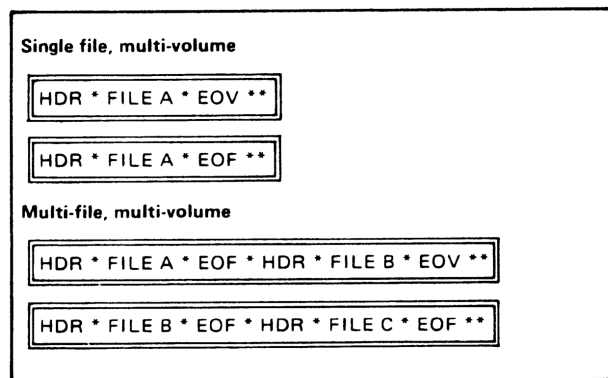 Single file, multi-volume
HDR * FILE A * EOV **
HDR * FILE A * EOF **
Multi-file, multi-volume
HDR * FILE A * EOF * HDR * FILE B * EOV **
HDR * FILE B * EOF * HDR * FILE C * EOF **